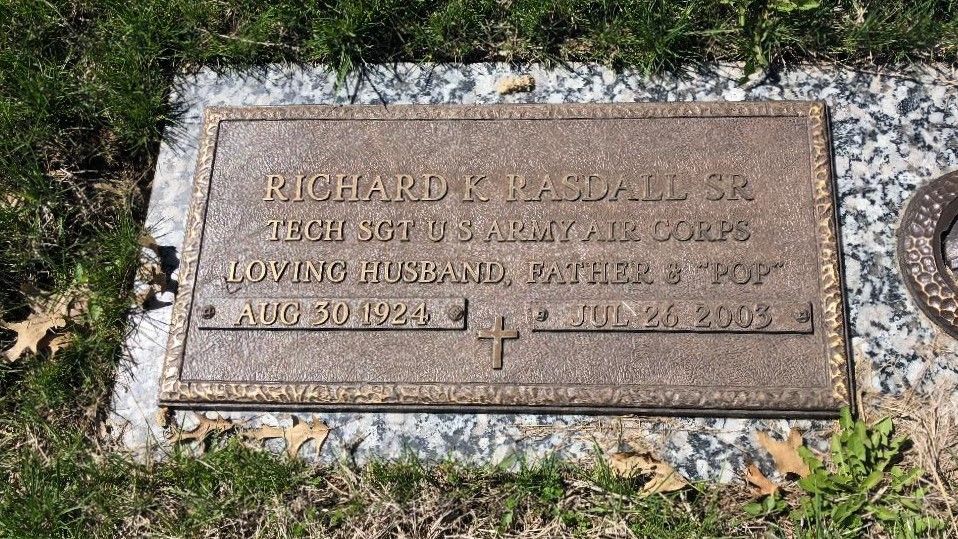 RICHARD K RASDALL SR
TECH SGT U S ARMY AIR CORPS
LOVING HUSBAND, FATHER & "POP"
AUG 30 1924 JUL 26 2003